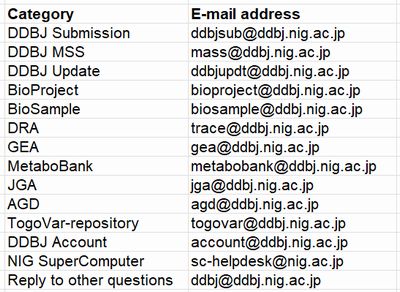 Category E-mail address
DDBJ Submission ddbjsub@ddbj.nig.ac.jp
DDBJ MSS mass@ddbj.nig.ac.jp
DDBJ Update ddbjupdt@ddbj.nig.ac.jp
BioProject bioproject@ddbj.nig.ac.jp
BioSample biosample@ddbj.nig.ac.jp
DRA trace@ddbj.nig.ac.jp
GEA gea@ddbj.nig.ac.jp
MetaboBank metabobank@ddbj.nig.ac.jp
JGA jga@ddbj.nig.ac.jp
AGD agd@ddbj.nig.ac.jp
TogoVar-repository togovar@ddbj.nig.ac.jp
DDBJ Account account@ddbj.nig.ac.jp
NIG SuperComputer sc-helpdesk@nig.ac.jp
Reply to other questions ddbj@ddbj.nig.ac.jp